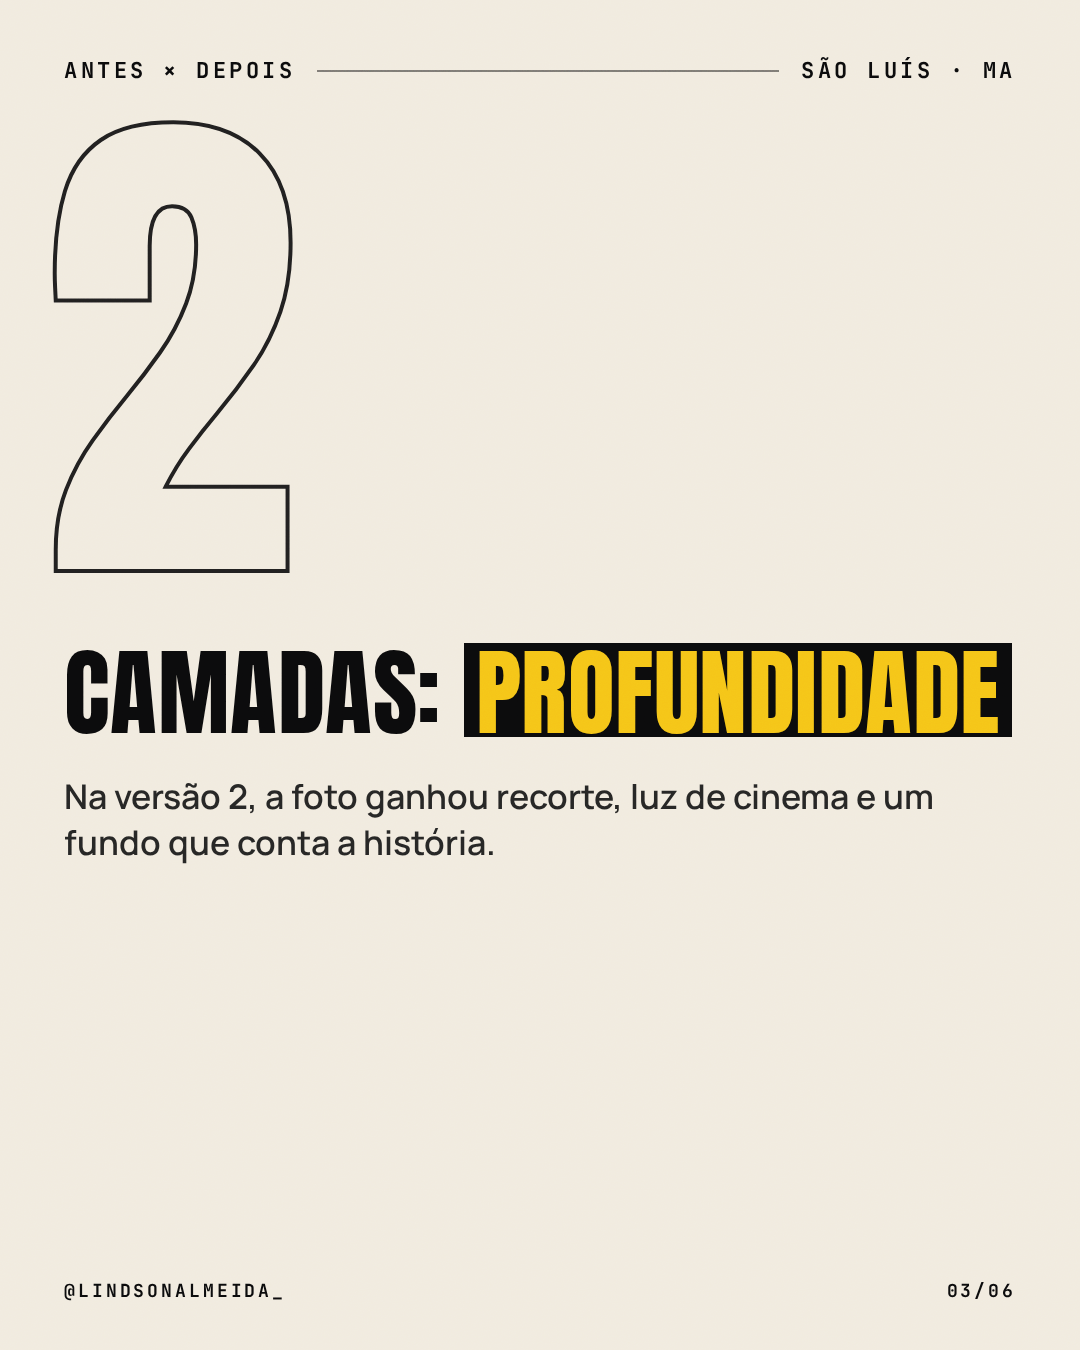 ANTES × DEPOIS SÃO LUÍS · MA
2
CAMADAS: PROFUNDIDADE
Na versão 2, a foto ganhou recorte, luz de cinema e um
fundo que conta a história.
@LINDSONALMEIDA_ 03/06